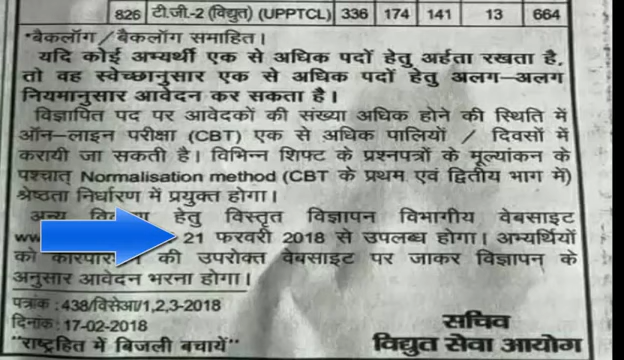 826 टी.जी.-2 (विद्युत) (UPPTCL) 336 174 141 13 664
*बैकलॉग / बैकलॉग समाहित।
यदि कोई अभ्यर्थी एक से अधिक पदों हेतु अर्हता रखता है,
तो वह स्वेच्छानुसार एक से अधिक पदों हेतु अलग–अलग
नियमानुसार आवेदन कर सकता है।
विज्ञापित पद पर आवेदकों की संख्या अधिक होने की स्थिति में
ऑन–लाइन परीक्षा (CBT) एक से अधिक पालियों / दिवसों में
करायी जा सकती है। विभिन्न शिफ्ट के प्रश्नपत्रों के मूल्यांकन के
पश्चात् Normalisation method (CBT के प्रथम एवं द्वितीय भाग में)
श्रेष्ठता निर्धारण में प्रयुक्त होगा।
अन्य हेतु विस्तृत विज्ञापन विभागीय वेबसाइट
21 फरवरी 2018 से उपलब्ध होगा। अभ्यर्थियों
को की उपरोक्त वेबसाइट पर जाकर विज्ञापन के
अनुसार आवेदन भरना होगा।
पत्रांक : 438/विसेआ/1,2,3-2018
दिनांक : 17-02-2018
"राष्ट्रहित में बिजली बचायें"
सचिव
विद्युत सेवा आयोग